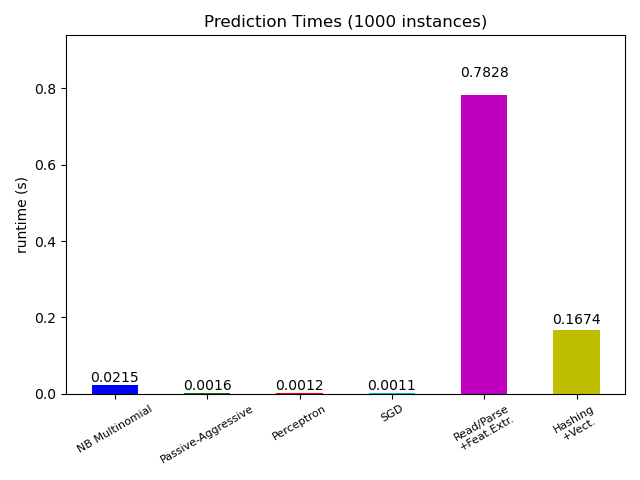 Prediction Times (1000 instances)
runtime (s)
0.8
0.6
0.4
0.2
0.0
0.0215
0.0016
0.0012
0.0011
0.7828
0.1674
NB Multinomial
Passive-Aggressive
Perceptron
SGD
Read/Parse
+Feat.Extr.
Hashing
+Vect.